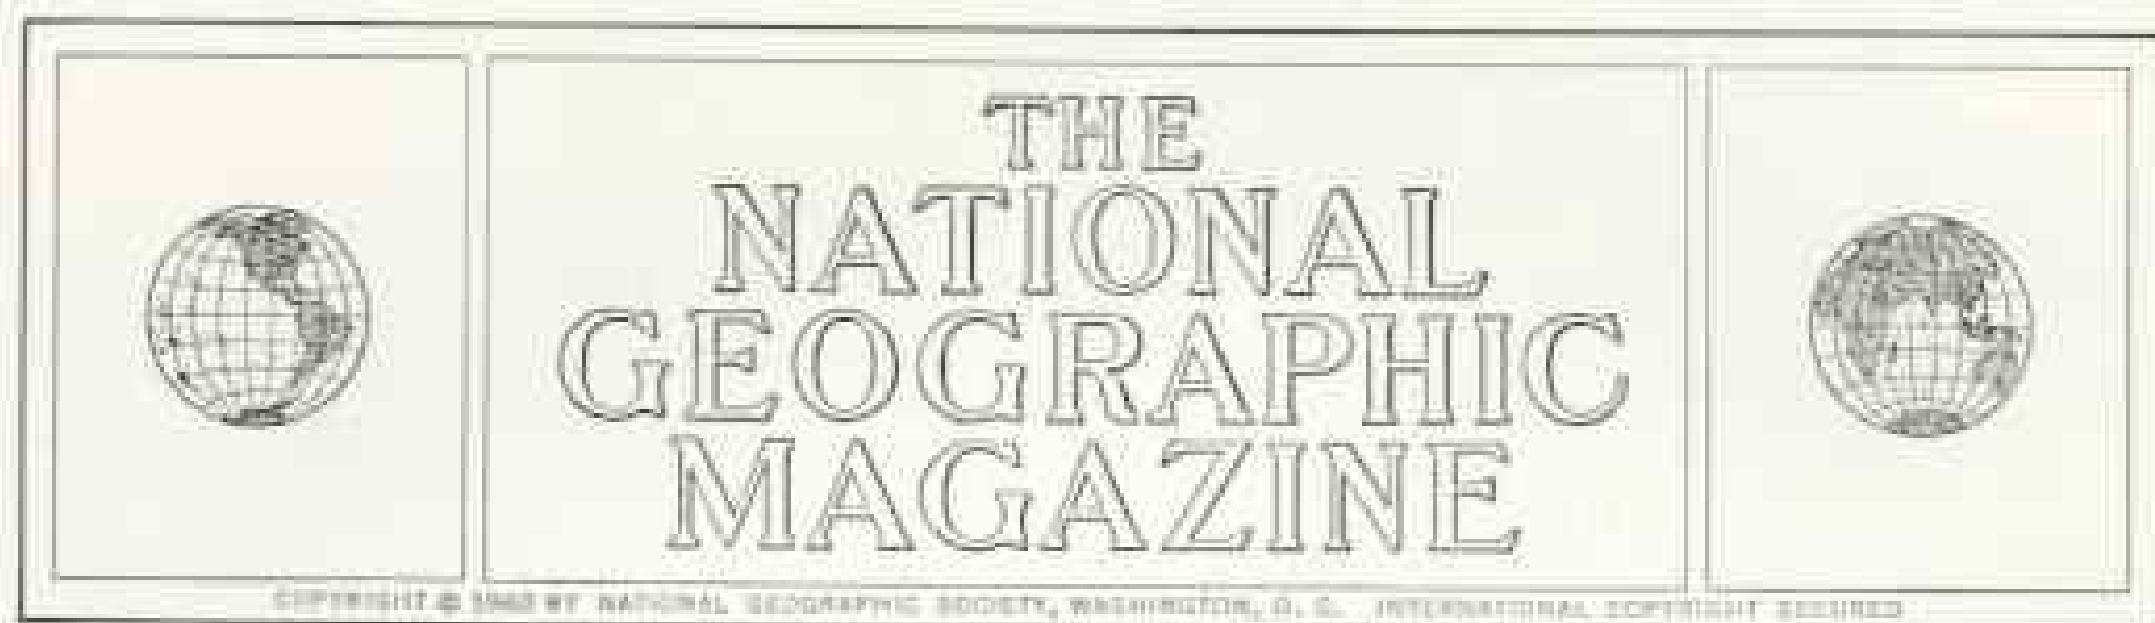 THE
NATIONAL
GEOGRAPHIC
MAGAZINE
COPYRIGHT © BY NATIONAL GEOGRAPHIC SOCIETY, WASHINGTON, D. C. INTERNATIONAL COPYRIGHT SECURED